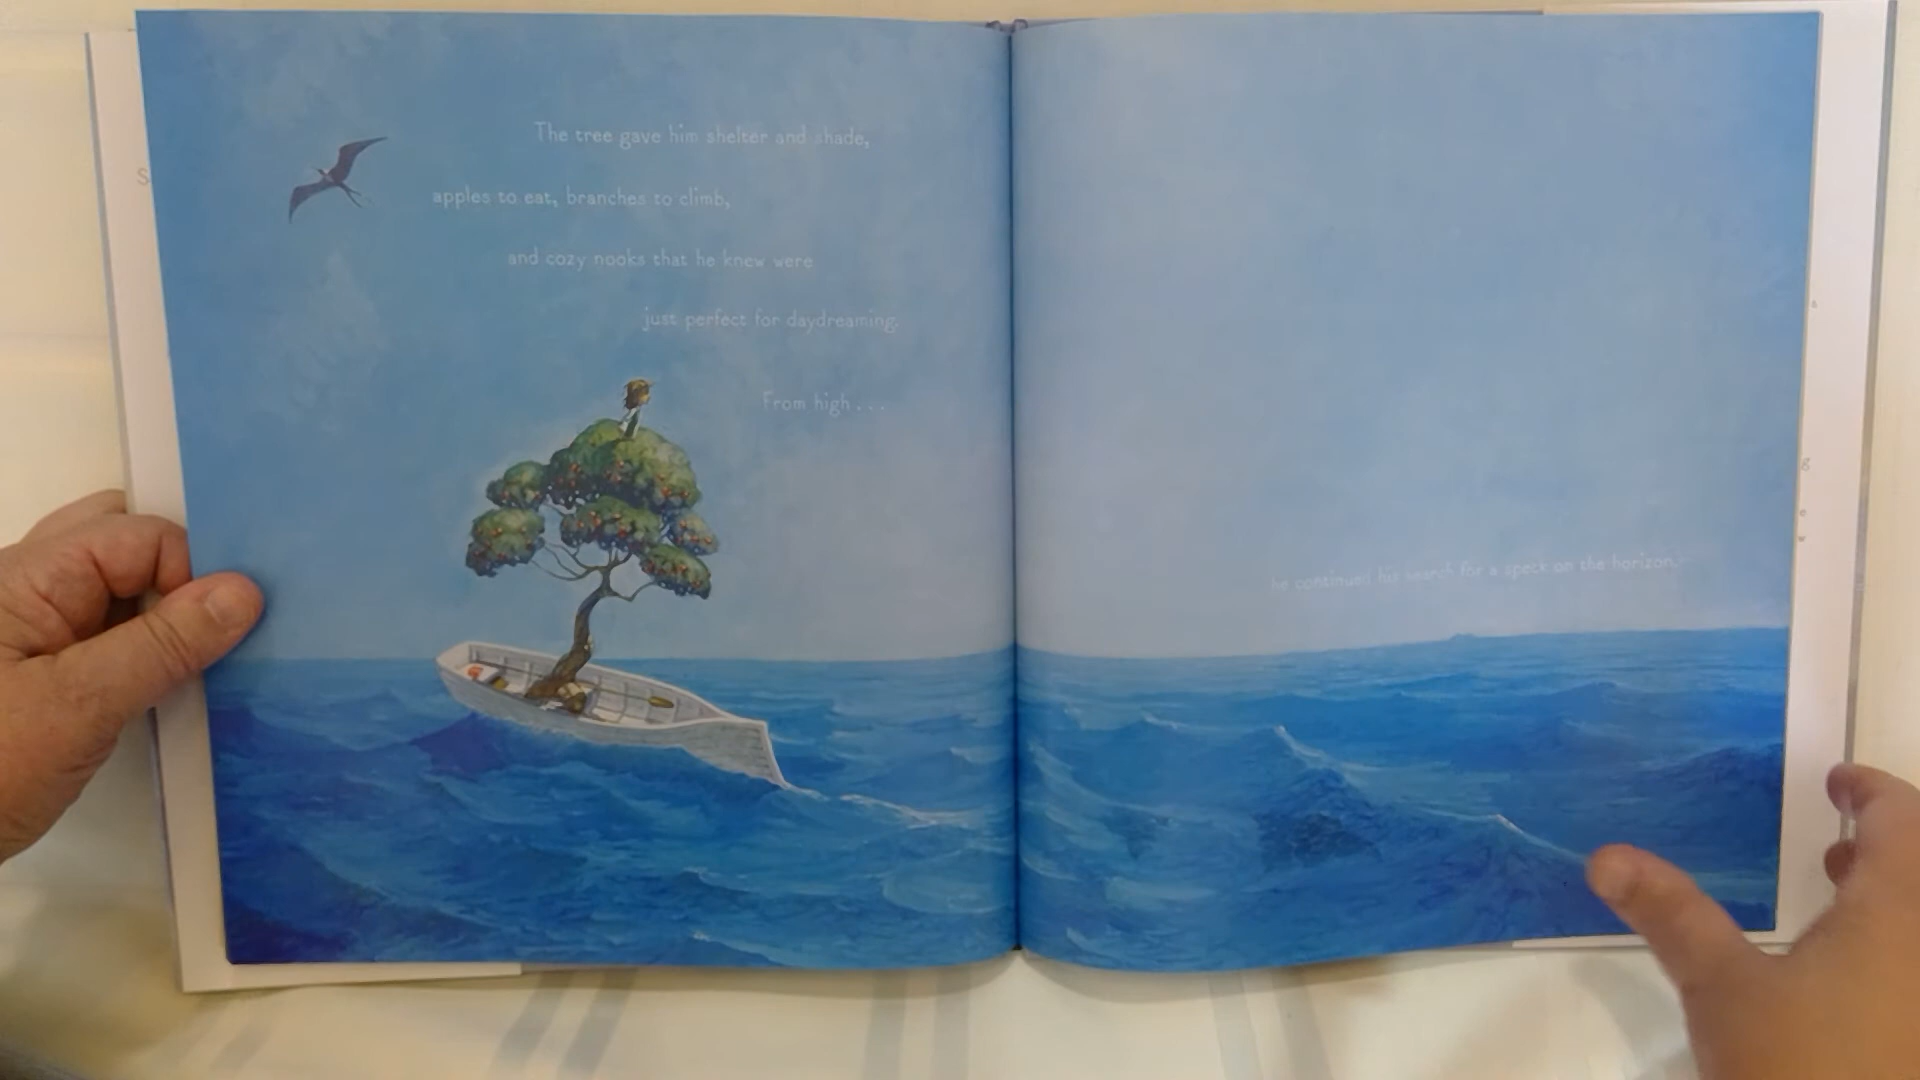 The tree gave him shelter and shade,
apples to eat, branches to climb,
and cozy nooks that he knew were
just perfect for daydreaming.
From high . . .
he continued his search for a speck on the horizon.
S
g
e